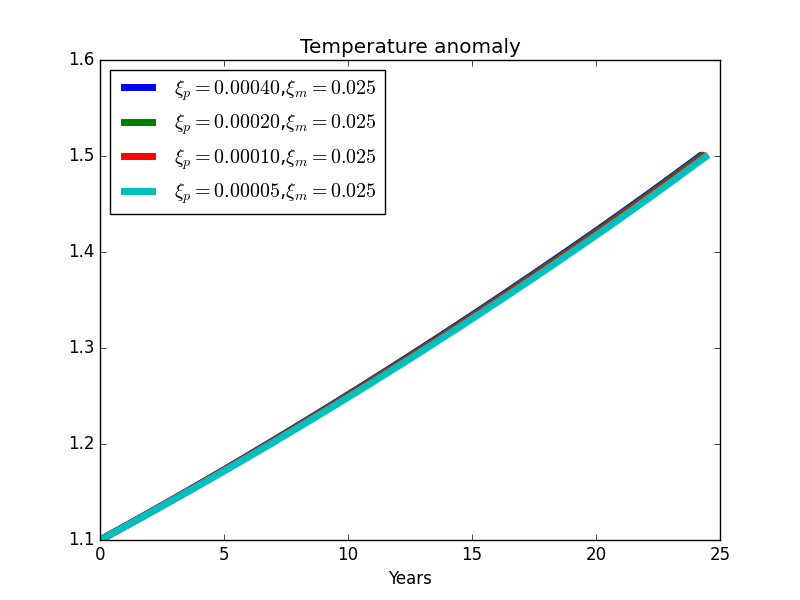 Temperature anomaly
1.6
1.5
1.4
1.3
1.2
1.1
ξₚ = 0.00040,ξₘ = 0.025
ξₚ = 0.00020,ξₘ = 0.025
ξₚ = 0.00010,ξₘ = 0.025
ξₚ = 0.00005,ξₘ = 0.025
0 5 10 15 20 25
Years